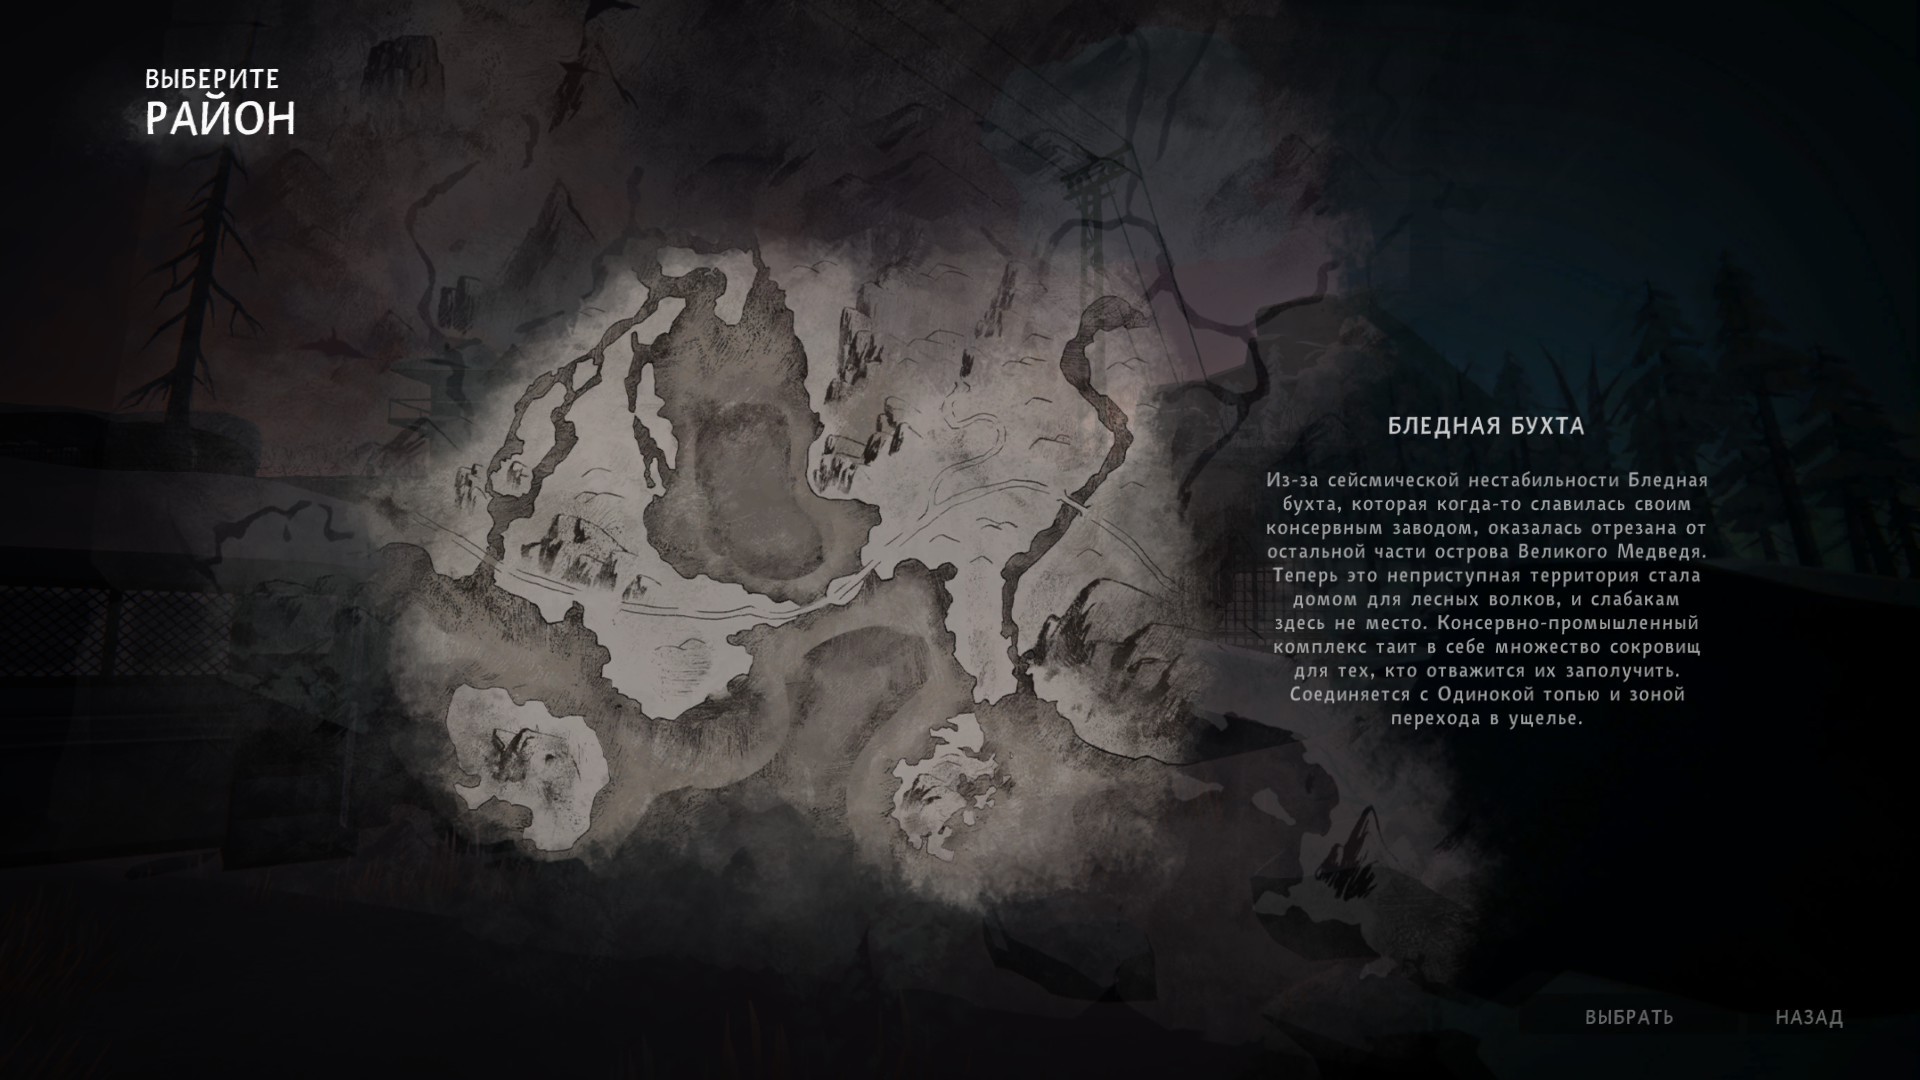 ВЫБЕРИТЕ
РАЙОН
БЛЕДНАЯ БУХТА
Из-за сейсмической нестабильности Бледная
бухта, которая когда-то славилась своим
консервным заводом, оказалась отрезана от
остальной части острова Великого Медведя.
Теперь это неприступная территория стала
домом для лесных волков, и слабакам
здесь не место. Консервно-промышленный
комплекс таит в себе множество сокровищ
для тех, кто отважится их заполучить.
Соединяется с Одинокой топью и зоной
перехода в ущелье.
ВЫБРАТЬ НАЗАД